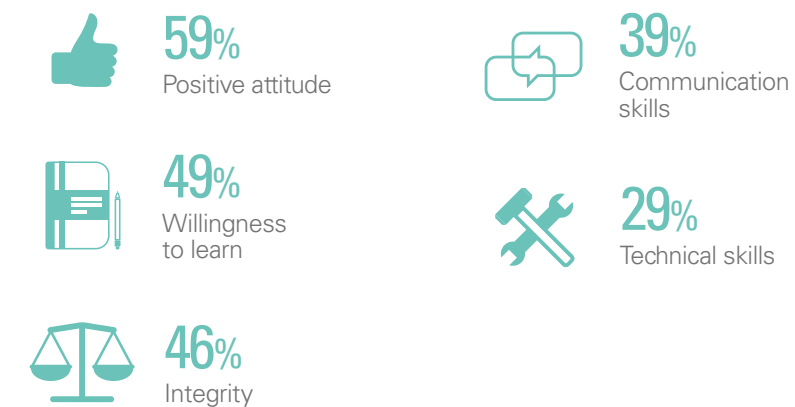 59%
Positive attitude
49%
Willingness
to learn
46%
Integrity
39%
Communication
skills
29%
Technical skills